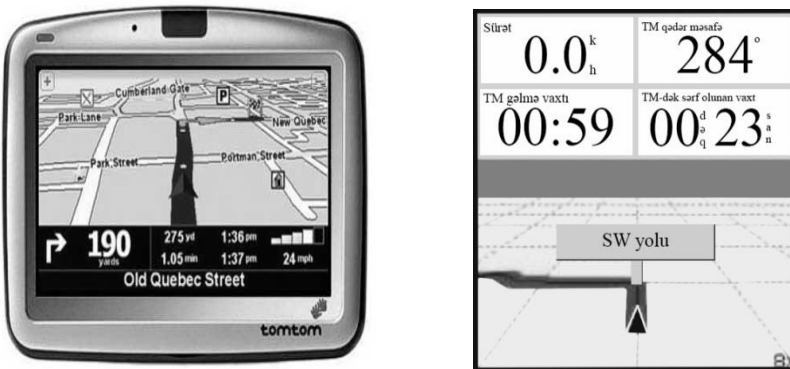 Cumberland Gate
P
Park Lane
New Quebec
Park Street
Portman Street
190
yards
275 yd
1:36 pm
1.05 min
1:37 pm
24 mph
Old Quebec Street
tomtom
Sürət
0.0 k h
TM qədər məsafə
284°
TM gəlmə vaxtı
00:59
TM-dək sərf olunan vaxt
00 dəq 23 san
SW yolu